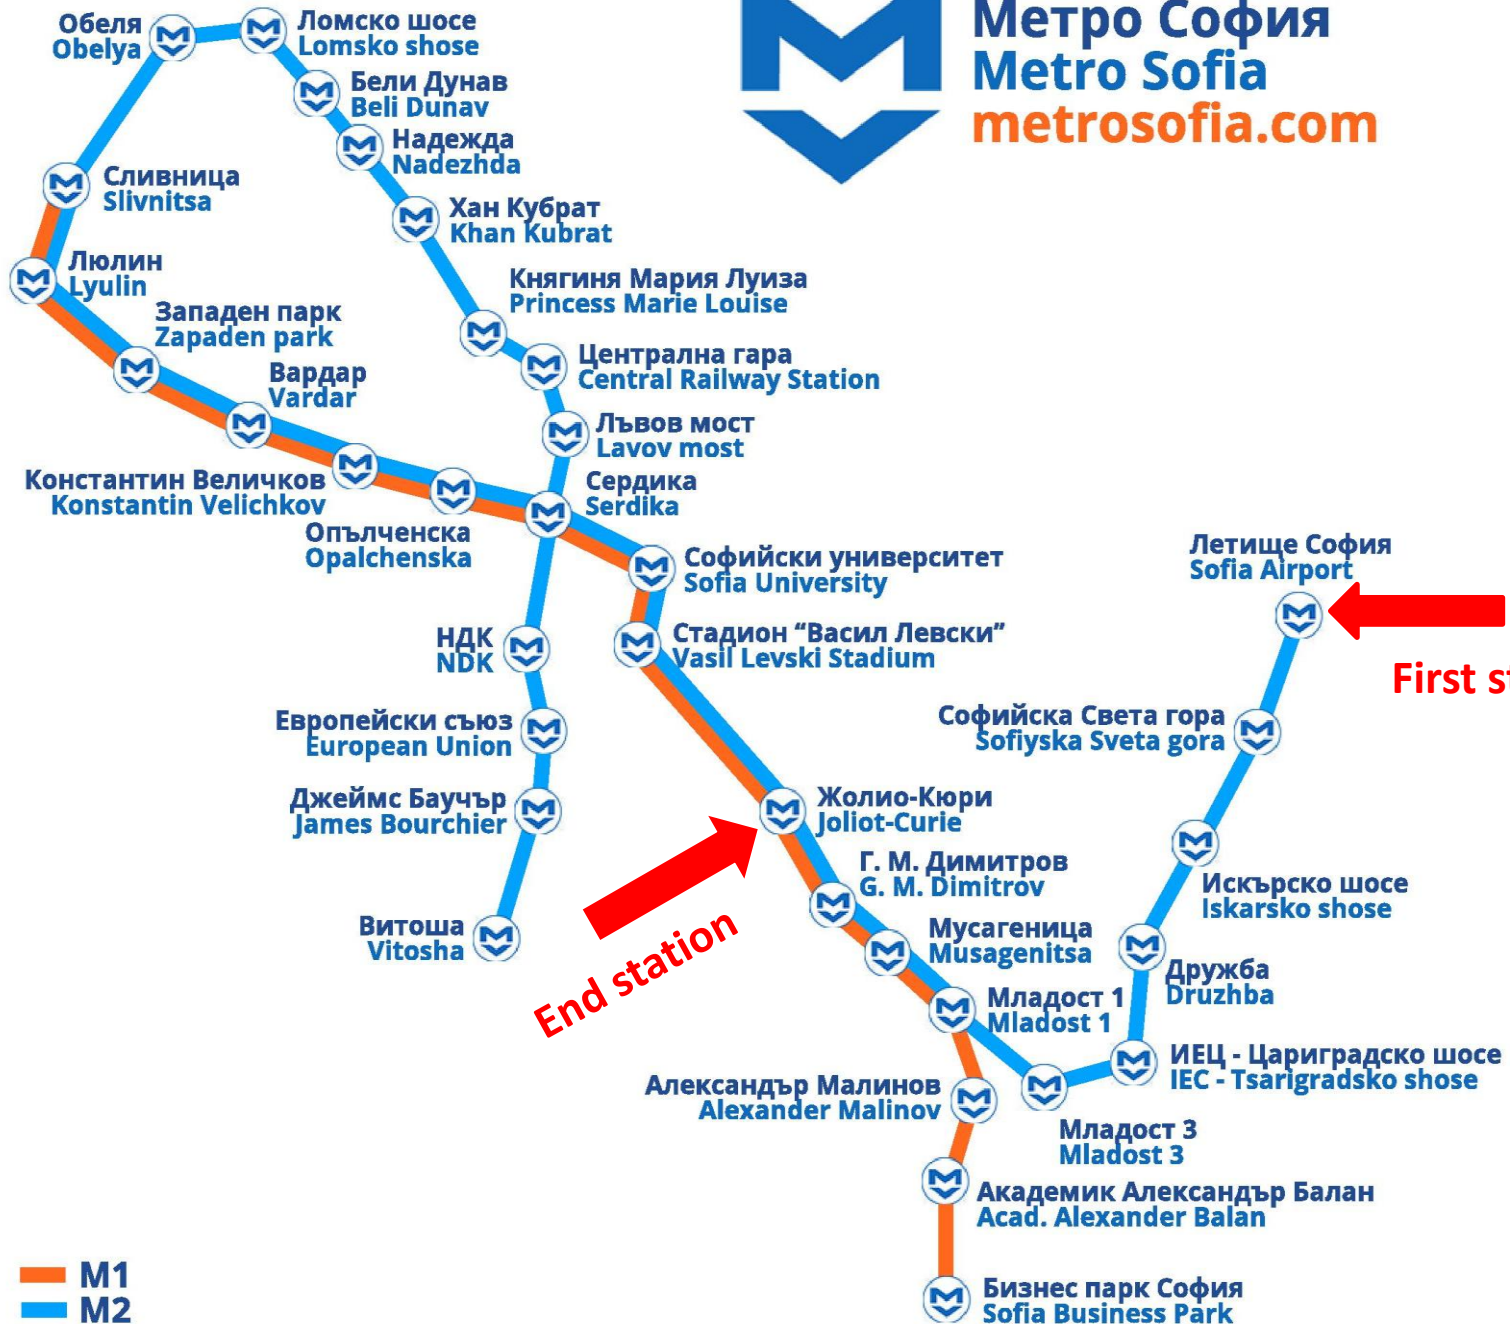 Метро София
Metro Sofia
metrosofia.com
Обеля
Obelya
Ломско шосе
Lomsko shose
Бели Дунав
Beli Dunav
Надежда
Nadezhda
Сливница
Slivnitsa
Хан Кубрат
Khan Kubrat
Люлин
Lyulin
Княгиня Мария Луиза
Princess Marie Louise
Западен парк
Zapaden park
Централна гара
Central Railway Station
Вардар
Vardar
Лъвов мост
Lavov most
Константин Величков
Konstantin Velichkov
Сердика
Serdika
Опълченска
Opalchenska
Софийски университет
Sofia University
Летище София
Sofia Airport
НДК
NDK
Стадион “Васил Левски”
Vasil Levski Stadium
First st
Европейски съюз
European Union
Софийска Света гора
Sofiyska Sveta gora
Джеймс Баучър
James Bourchier
Жолио-Кюри
Joliot-Curie
Г. М. Димитров
G. M. Dimitrov
Искърско шосе
Iskarsko shose
Витоша
Vitosha
End station
Мусагеница
Musagenitsa
Дружба
Druzhba
Младост 1
Mladost 1
ИЕЦ - Цариградско шосе
IEC - Tsarigradsko shose
Александър Малинов
Alexander Malinov
Младост 3
Mladost 3
Академик Александър Балан
Acad. Alexander Balan
Бизнес парк София
Sofia Business Park
M1
M2